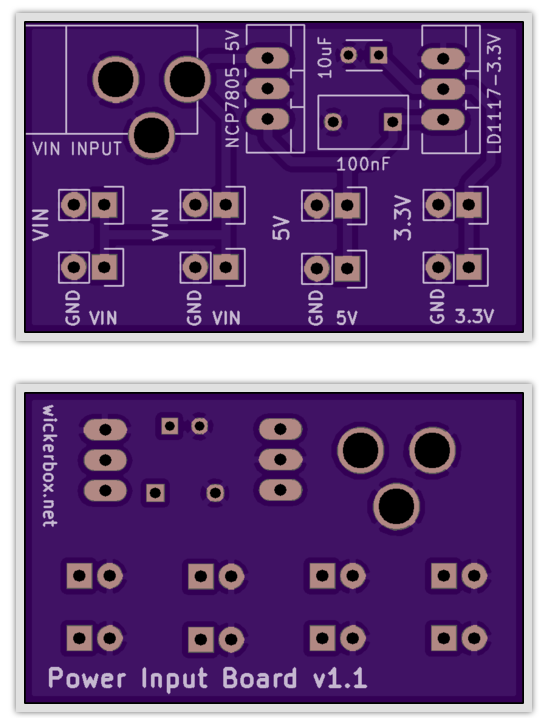 VIN INPUT
NCP7805-5V
10uF
100nF
LD1117-3.3V
VIN
VIN
5V
3.3V
GND VIN
GND VIN
GND 5V
GND 3.3V
wickerbox.net
Power Input Board v1.1